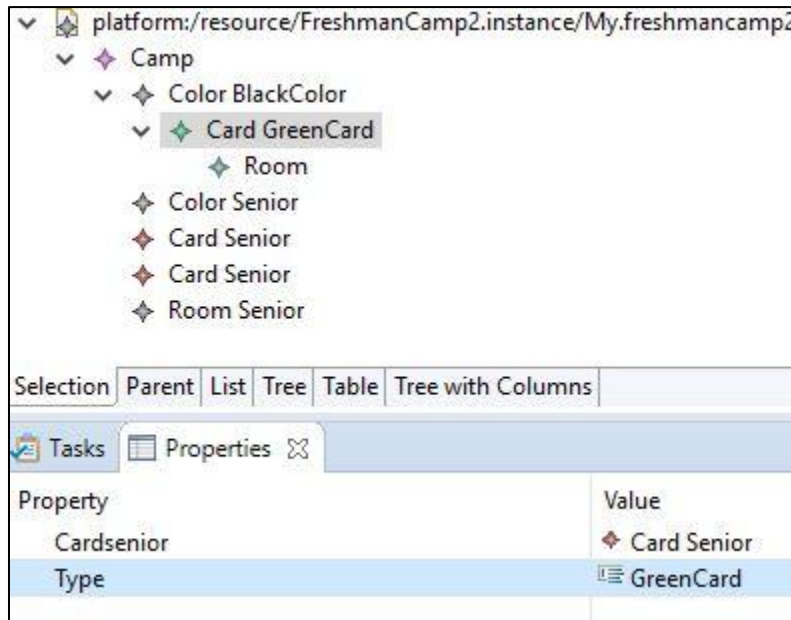 platform:/resource/FreshmanCamp2.instance/My.freshmancamp2
Camp
Color BlackColor
Card GreenCard
Room
Color Senior
Card Senior
Card Senior
Room Senior
Selection Parent List Tree Table Tree with Columns
Tasks Properties
Property Value
Cardsenior Card Senior
Type GreenCard